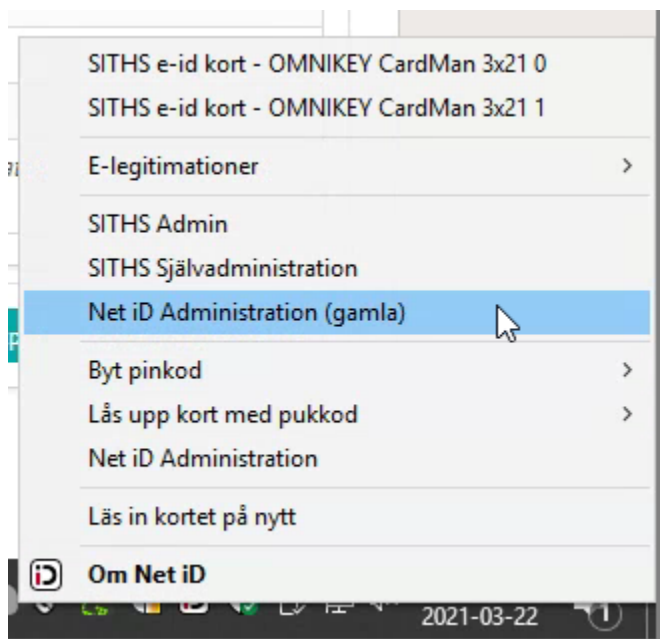 SITHS e-id kort - OMNIKEY CardMan 3x21 0
SITHS e-id kort - OMNIKEY CardMan 3x21 1
E-legitimationer
SITHS Admin
SITHS Självadministration
Net iD Administration (gamla)
Byt pinkod
Lås upp kort med pukkod
Net iD Administration
Läs in kortet på nytt
iD Om Net iD
2021-03-22
1